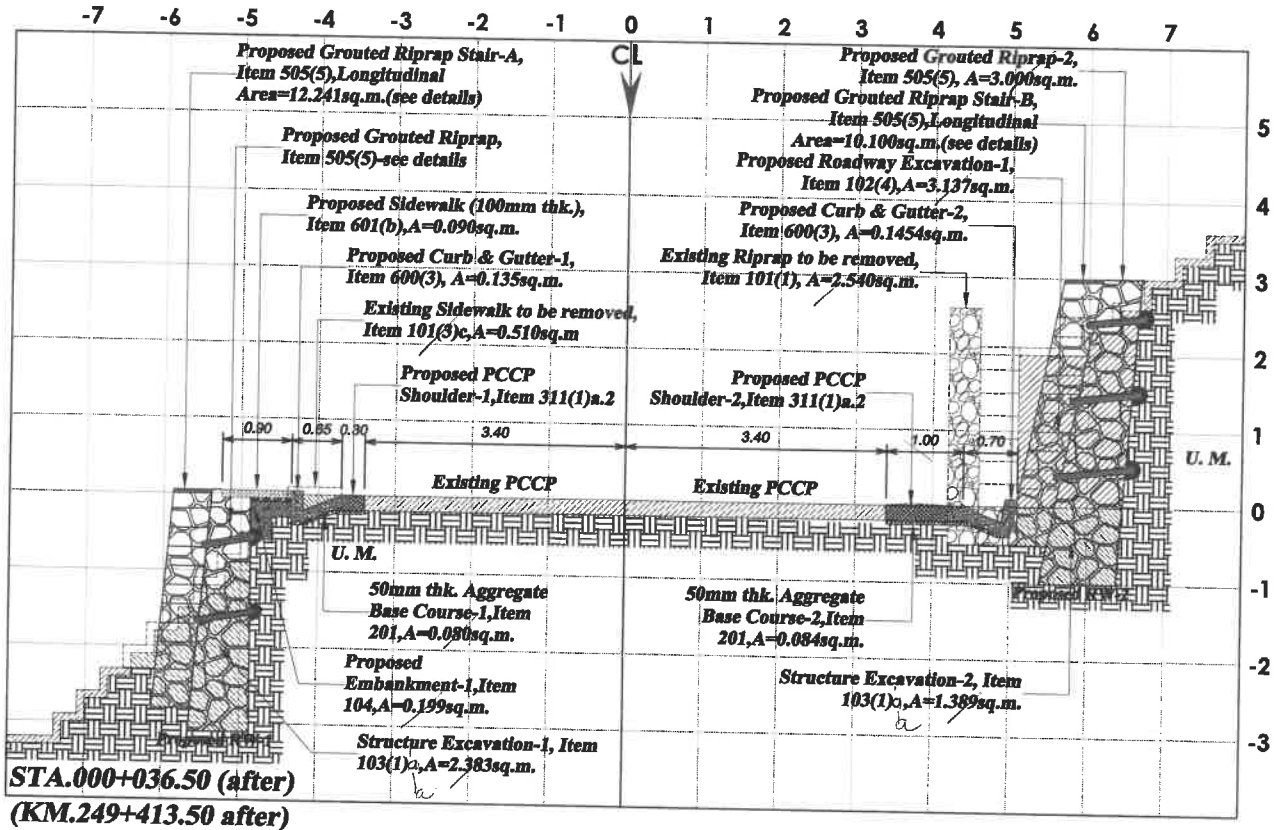 -7 -6 -5 -4 -3 -2 -1 0 1 2 3 4 5 6 7
CL
Proposed Grouted Riprap Stair-A,
Item 505(5),Longitudinal
Area=12.241sq.m.(see details)
Proposed Grouted Riprap,
Item 505(5)-see details
Proposed Sidewalk (100mm thk.),
Item 601(b),A=0.090sq.m.
Proposed Curb & Gutter-1,
Item 600(3), A=0.135sq.m.
Existing Sidewalk to be removed,
Item 101(3)c,A=0.510sq.m
Proposed PCCP
Shoulder-1,Item 311(1)a.2
Proposed Grouted Riprap-2,
Item 505(5), A=3.000sq.m.
Proposed Grouted Riprap Stair-B,
Item 505(5),Longitudinal
Area=10.100sq.m.(see details)
Proposed Roadway Excavation-1,
Item 102(4),A=3.137sq.m.
Proposed Curb & Gutter-2,
Item 600(3), A=0.1454sq.m.
Existing Riprap to be removed,
Item 101(1), A=2.540sq.m.
Proposed PCCP
Shoulder-2,Item 311(1)a.2
5
4
3
2
1
0
-1
-2
-3
0.90 0.65 0.30 3.40 3.40 1.00 0.70
Existing PCCP Existing PCCP
U. M.
U. M.
50mm thk. Aggregate
Base Course-1,Item
201,A=0.080sq.m.
Proposed
Embankment-1,Item
104,A=0.199sq.m.
Structure Excavation-1, Item
103(1)a,A=2.383sq.m.
a
50mm thk. Aggregate
Base Course-2,Item
201,A=0.084sq.m.
Structure Excavation-2, Item
103(1)a,A=1.389sq.m.
a
Proposed RW-2
Proposed RW-1
STA.000+036.50 (after)
(KM.249+413.50 after)